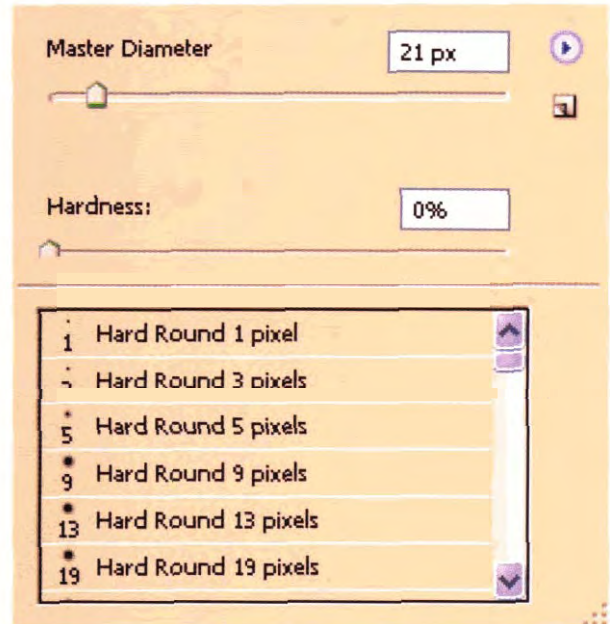 Master Diameter 21 px
Hardness: 0%
1 Hard Round 1 pixel
Hard Round 3 pixels
5 Hard Round 5 pixels
9 Hard Round 9 pixels
13 Hard Round 13 pixels
19 Hard Round 19 pixels